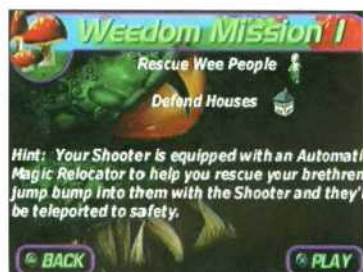 Weedom Mission 1
Rescue Wee People
Defend Houses
Hint: Your Shooter is equipped with an Automati
Magic Relocator to help you rescue your brethren
jump bump into them with the Shooter and they'
be teleported to safety.
BACK
PLAY